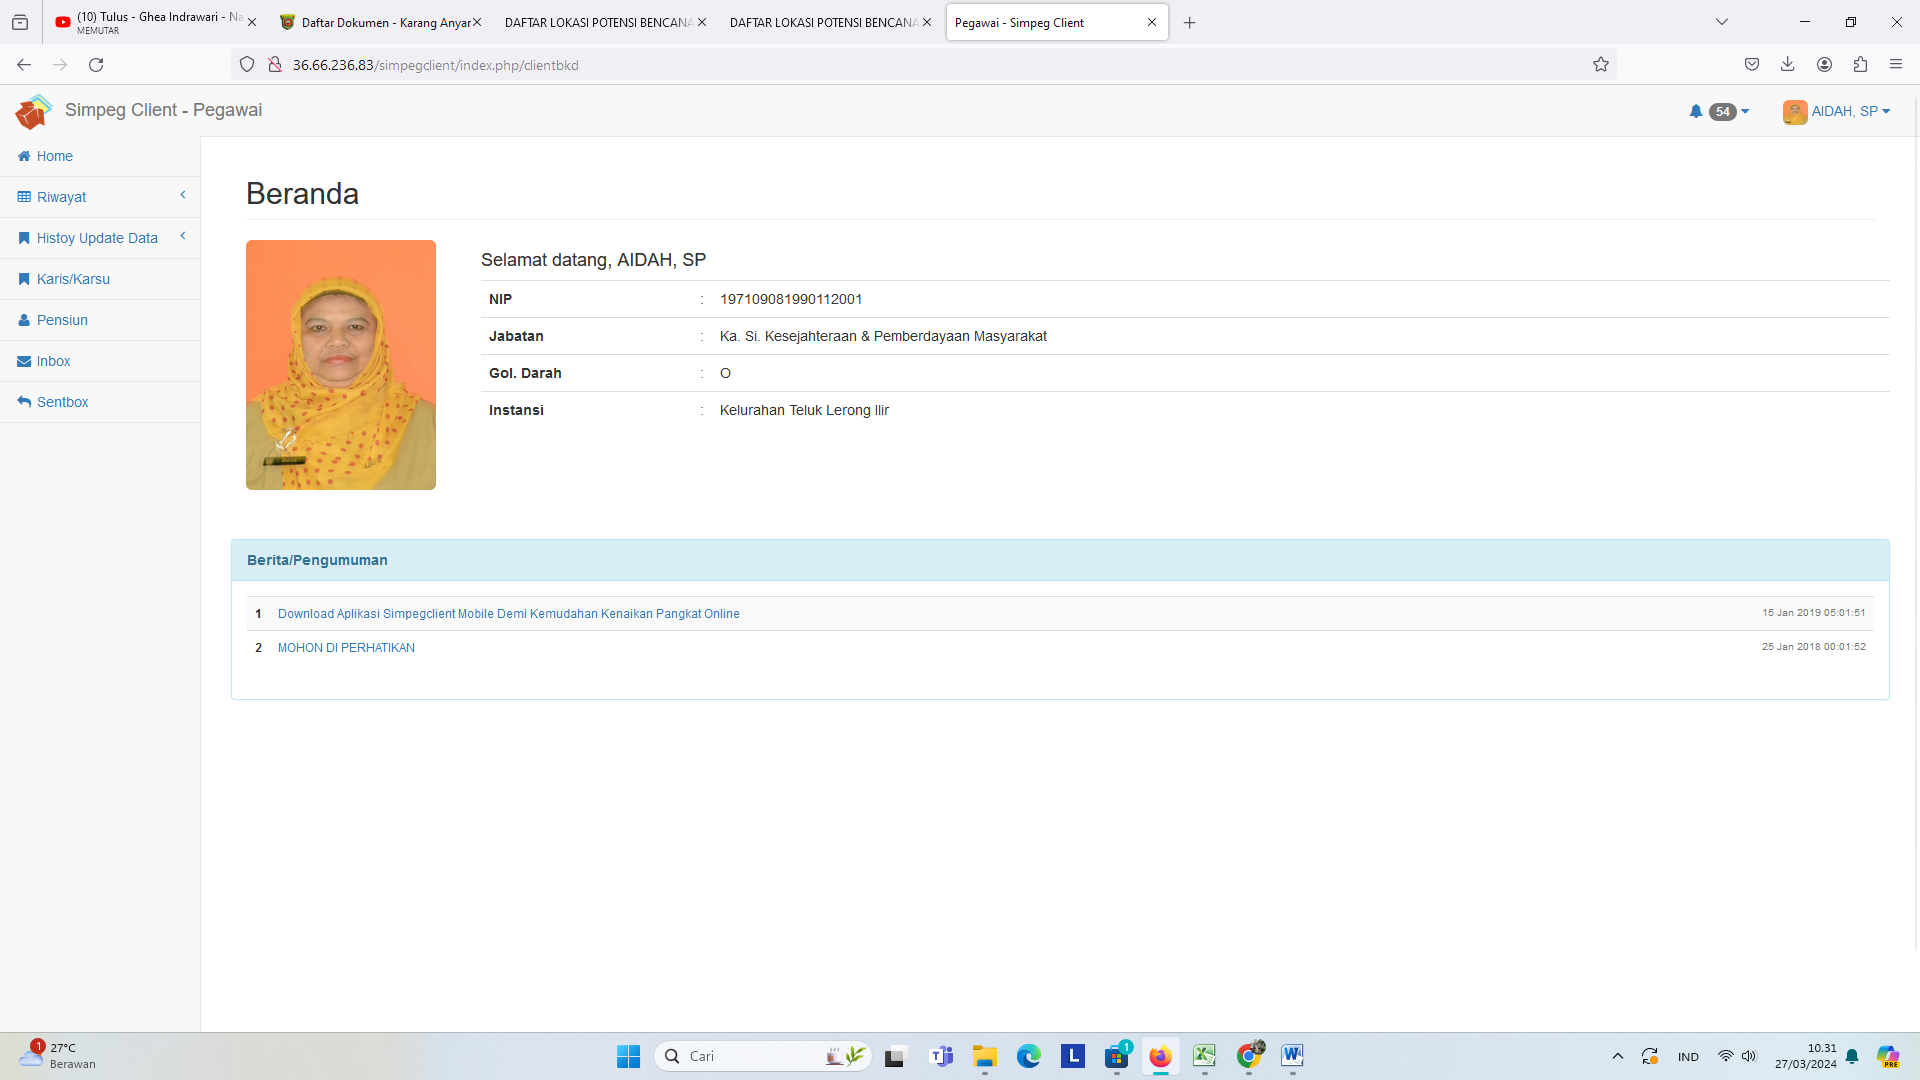 (10) Tulus - Ghea Indrawari - Na
MEMUTAR
Daftar Dokumen - Karang Anyar
DAFTAR LOKASI POTENSI BENCANA
DAFTAR LOKASI POTENSI BENCANA
Pegawai - Simpeg Client
36.66.236.83/simpegclient/index.php/clientbkd
Simpeg Client - Pegawai
54
AIDAH, SP
Home
Riwayat
Histoy Update Data
Karis/Karsu
Pensiun
Inbox
Sentbox
Beranda
Selamat datang, AIDAH, SP
NIP : 197109081990112001
Jabatan : Ka. Si. Kesejahteraan & Pemberdayaan Masyarakat
Gol. Darah : O
Instansi : Kelurahan Teluk Lerong Ilir
Berita/Pengumuman
1 Download Aplikasi Simpegclient Mobile Demi Kemudahan Kenaikan Pangkat Online 15 Jan 2019 05:01:51
2 MOHON DI PERHATIKAN 25 Jan 2018 00:01:52
1
27°C
Berawan
Cari
L
1
IND
10.31
27/03/2024
PRE